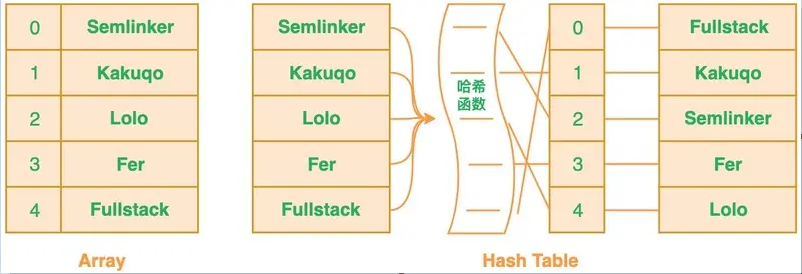 0 Semlinker
1 Kakuqo
2 Lolo
3 Fer
4 Fullstack
Array
Semlinker
Kakuqo
Lolo
Fer
Fullstack
哈希
函数
0 Fullstack
1 Kakuqo
2 Semlinker
3 Fer
4 Lolo
Hash Table